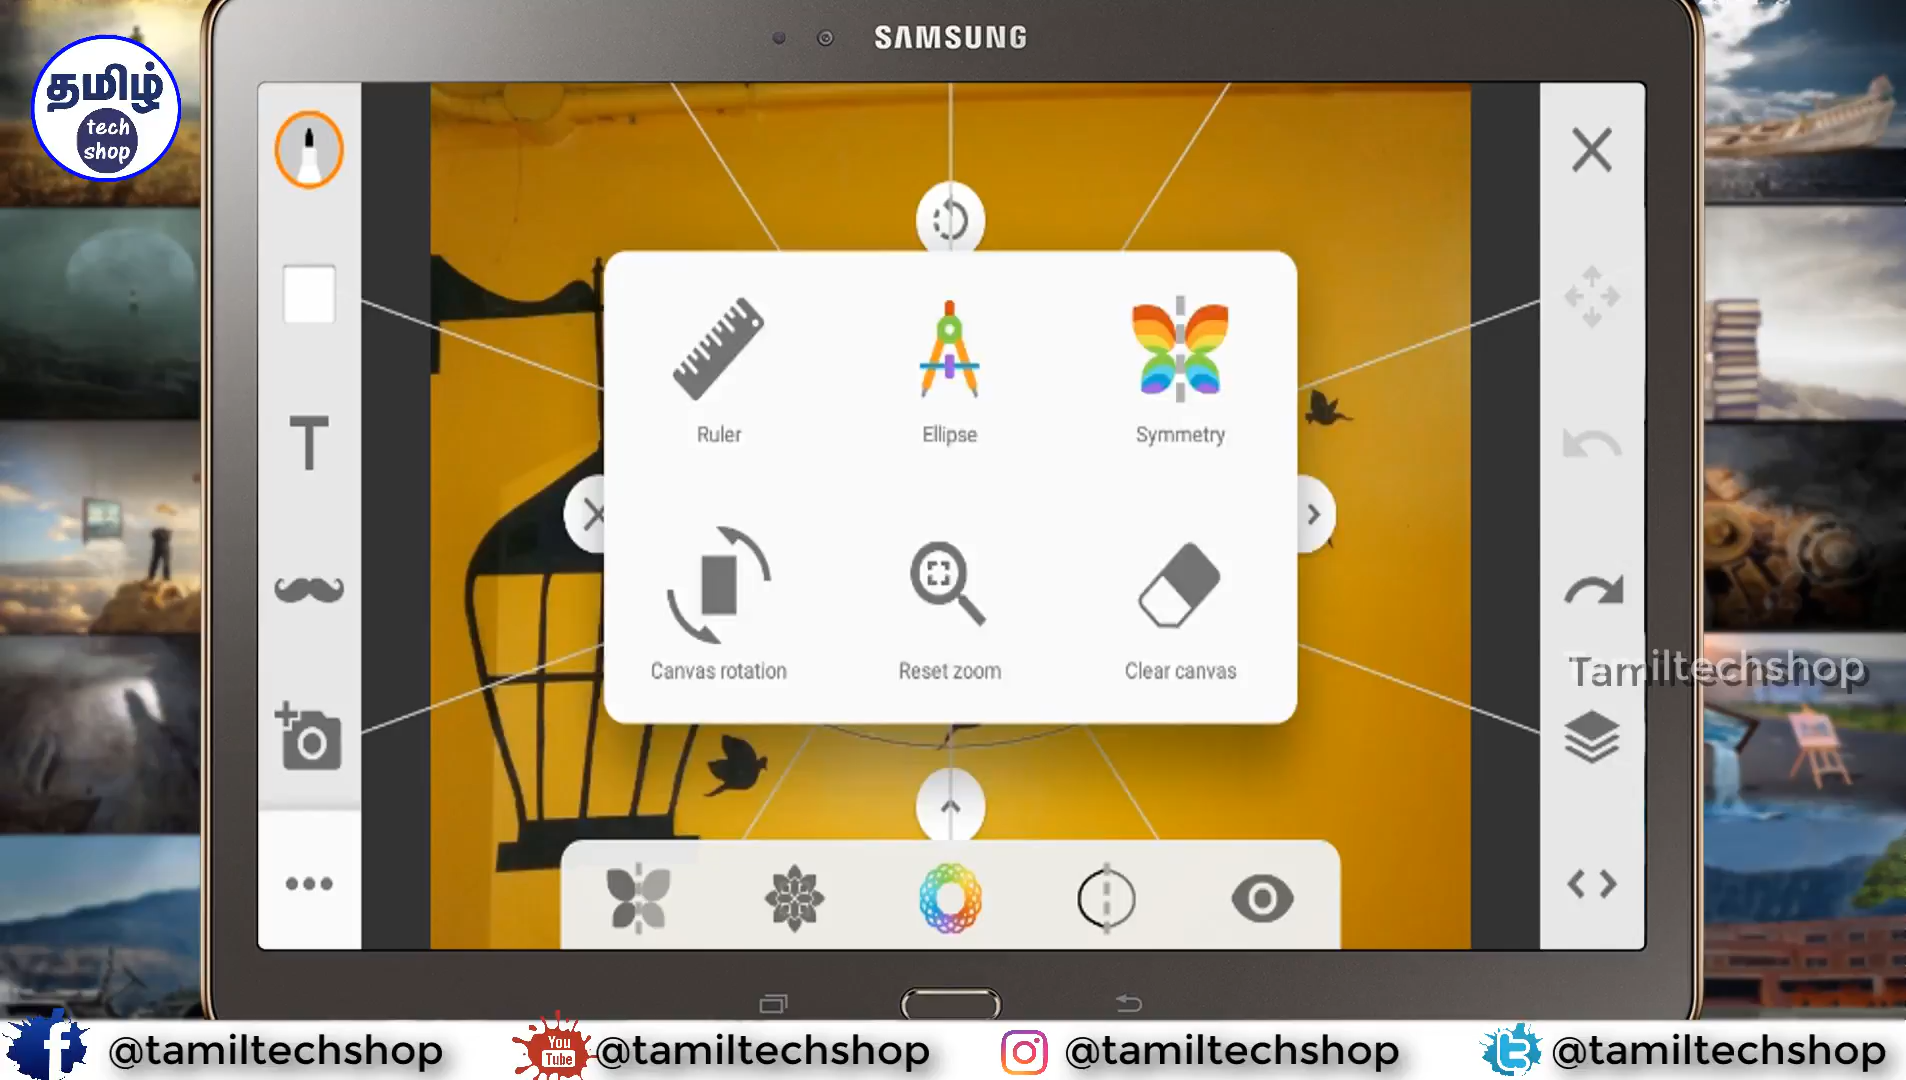 SAMSUNG
தமிழ்
tech
shop
T
Ruler
Ellipse
Symmetry
Canvas rotation
Reset zoom
Clear canvas
Tamiltechshop
@tamiltechshop
You
Tube
@tamiltechshop
@tamiltechshop
@tamiltechshop